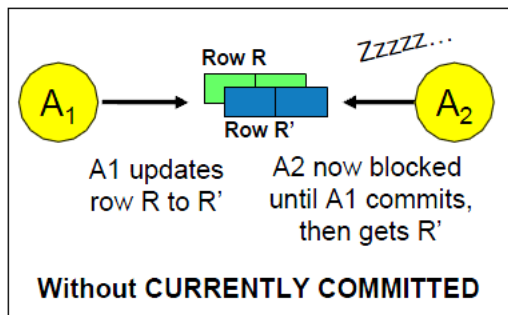 Zzzzz...
Row R
A1
A2
Row R’
A1 updates
row R to R’
A2 now blocked
until A1 commits,
then gets R’
Without CURRENTLY COMMITTED